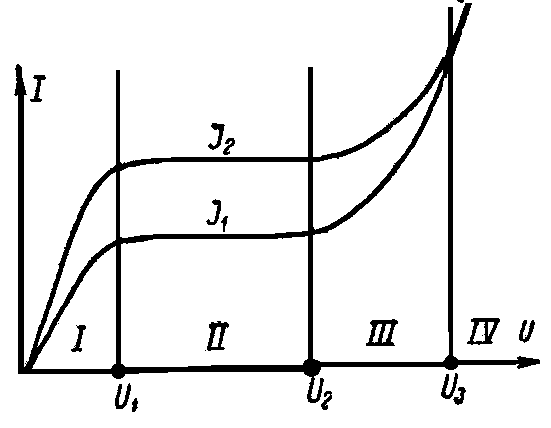 I
J₂
J₁
I II III IV U
U₁ U₂ U₃